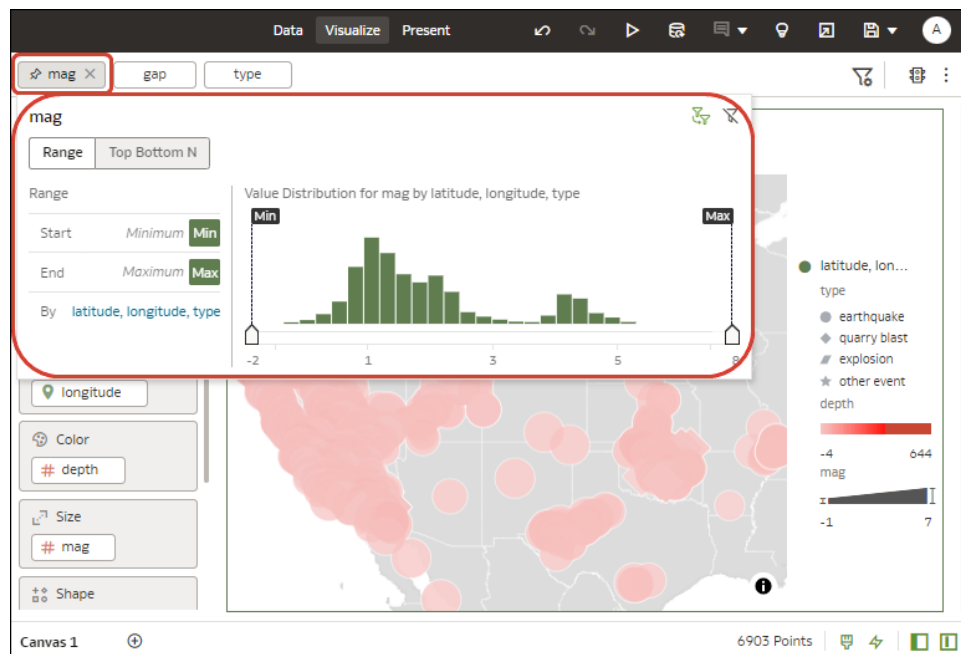 Data Visualize Present A
mag gap type
mag
Range Top Bottom N
Range
Value Distribution for mag by latitude, longitude, type
Min Max
Start Minimum Min
End Maximum Max
By latitude, longitude, type
-2 1 3 5 8
longitude
Color
# depth
Size
# mag
Shape
latitude, lon...
type
earthquake
quarry blast
explosion
other event
depth
-4 644
mag
-1 7
Canvas 1
6903 Points